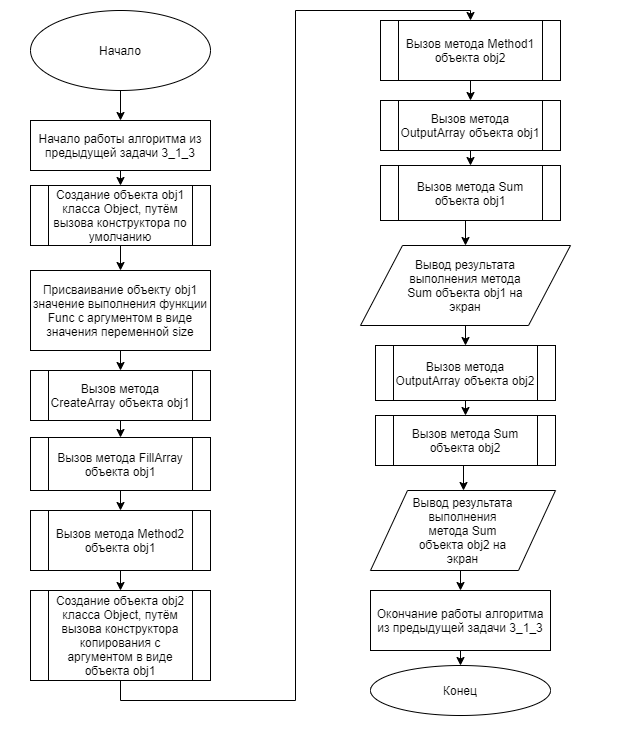 Начало
Начало работы алгоритма из
предыдущей задачи 3_1_3
Создание объекта obj1
класса Object, путём
вызова конструктора по
умолчанию
Присваивание объекту obj1
значение выполнения функции
Func с аргументом в виде
значения переменной size
Вызов метода
CreateArray объекта obj1
Вызов метода FillArray
объекта obj1
Вызов метода Method2
объекта obj1
Создание объекта obj2
класса Object, путём
вызова конструктора
копирования с
аргументом в виде
объекта obj1
Вызов метода Method1
объекта obj2
Вызов метода
OutputArray объекта obj1
Вызов метода Sum
объекта obj1
Вывод результата
выполнения метода
Sum объекта obj1 на
экран
Вызов метода
OutputArray объекта obj2
Вызов метода Sum
объекта obj2
Вывод результата
выполнения
метода Sum
объекта obj2 на
экран
Окончание работы алгоритма
из предыдущей задачи 3_1_3
Конец